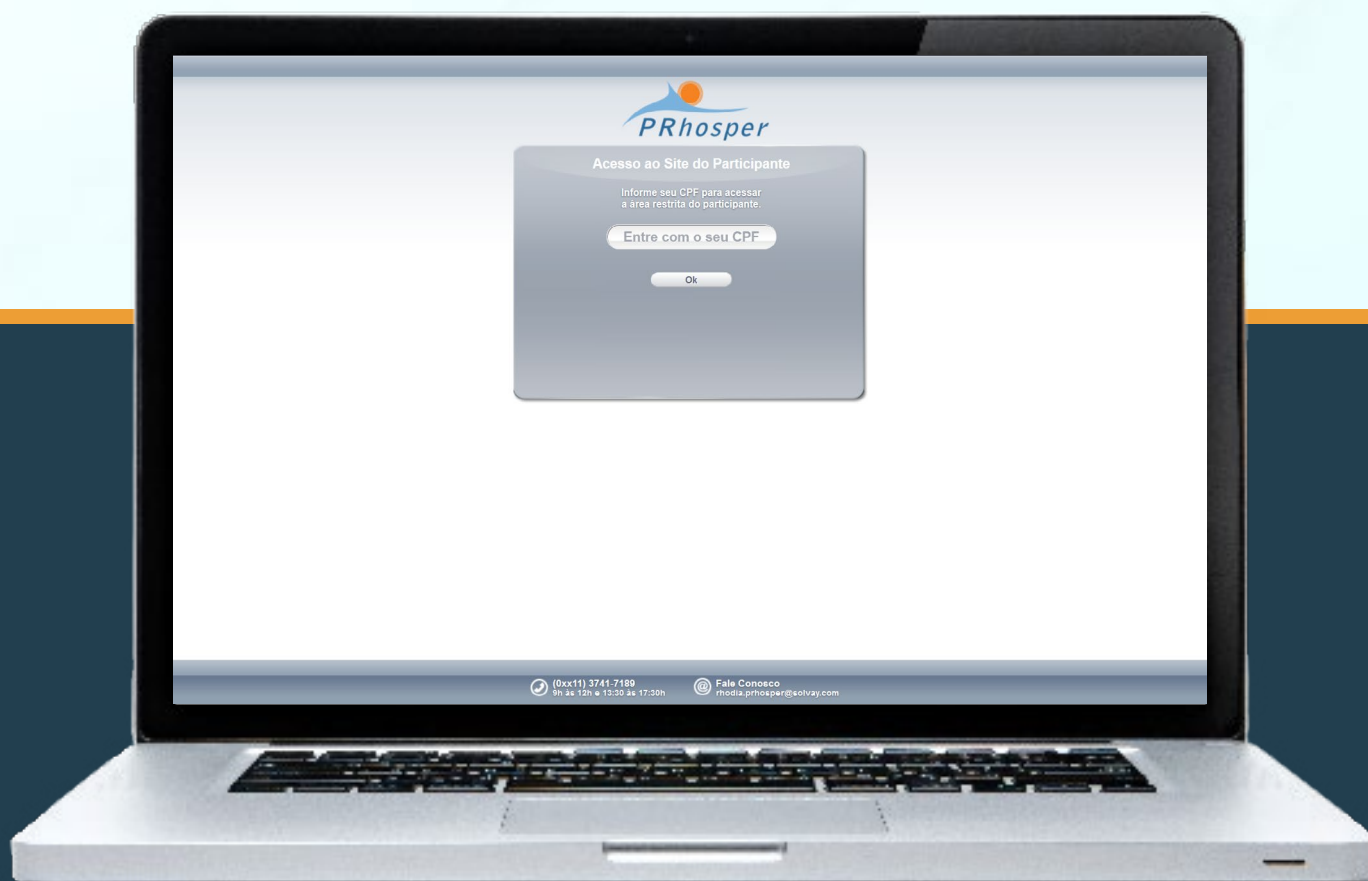 PRhosper
Acesso ao Site do Participante
Informe seu CPF para acessar
a área restrita do participante.
Entre com o seu CPF
Ok
(0xx11) 3741-7189
9h às 12h e 13:30 às 17:30h
Fale Conosco
rhodia.prhosper@solvay.com